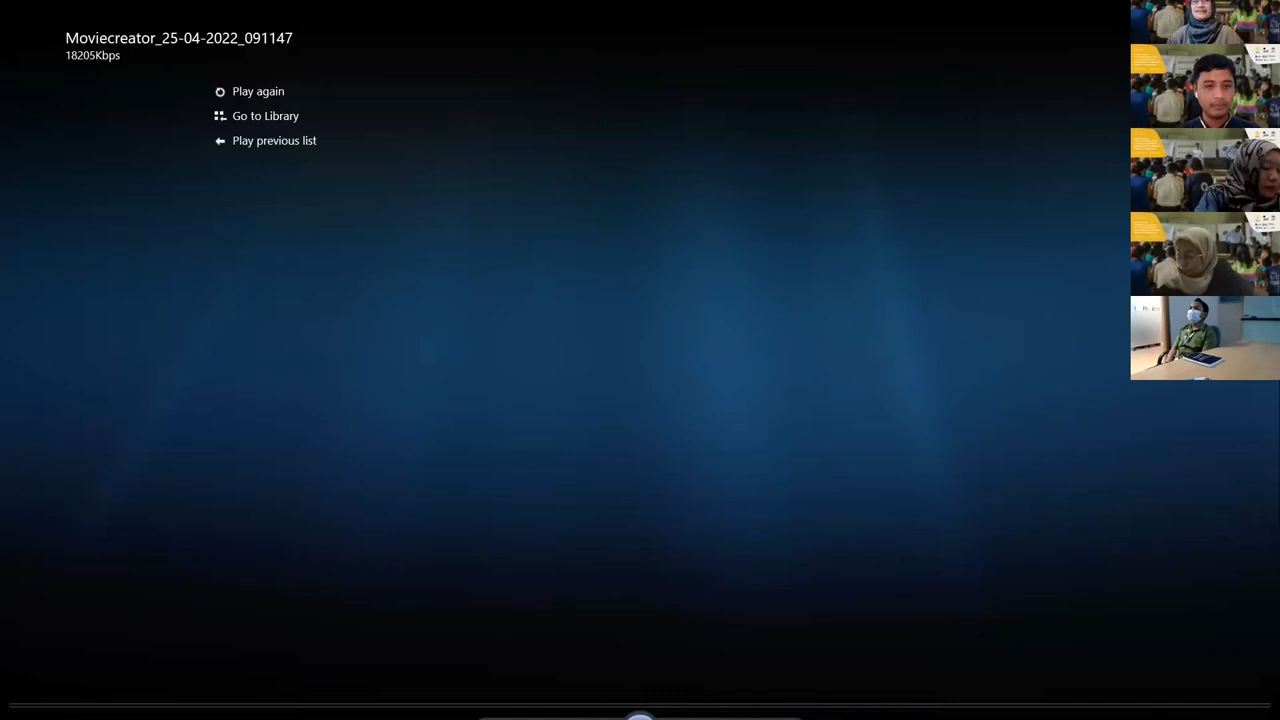 Moviecreator_25-04-2022_091147
18205Kbps
Play again
Go to Library
Play previous list